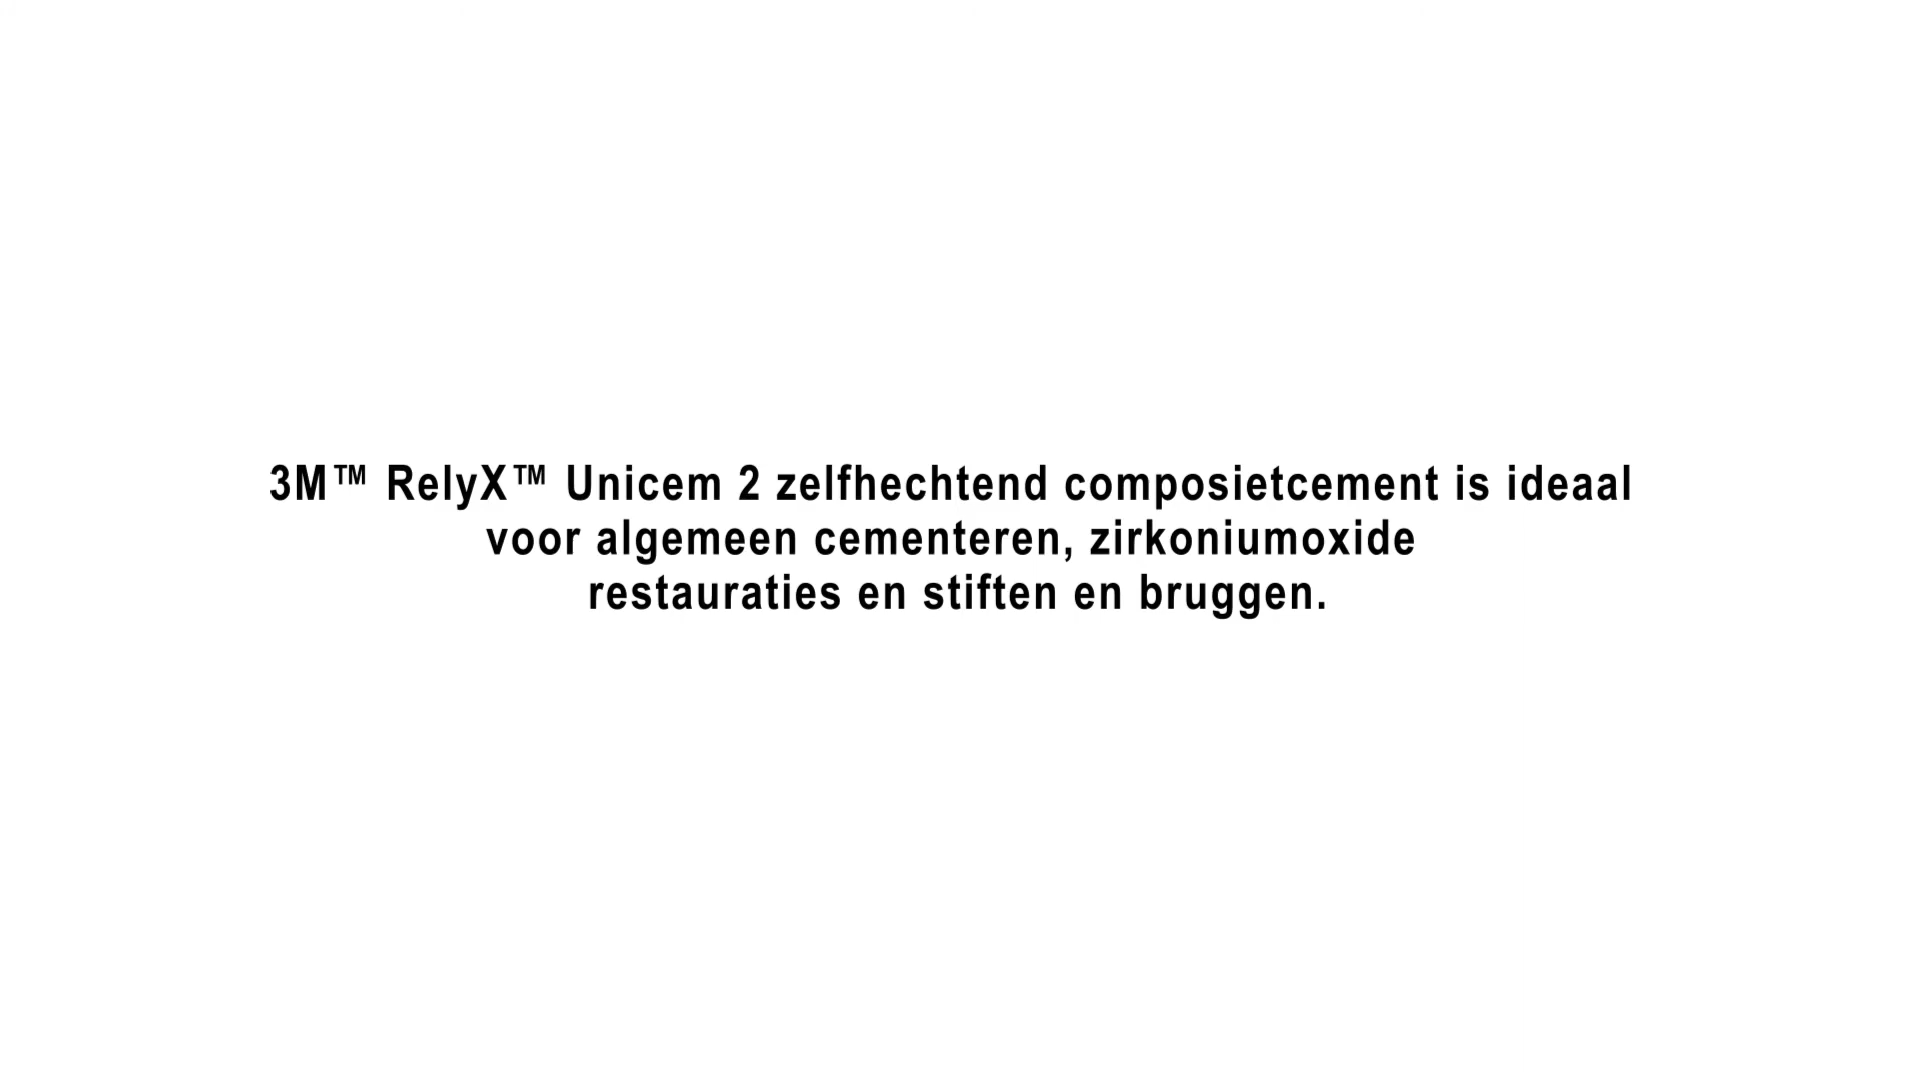 3M™ RelyX™ Unicem 2 zelfhechtend composietcement is ideaal
voor algemeen cementeren, zirkoniumoxide
restauraties en stiften en bruggen.